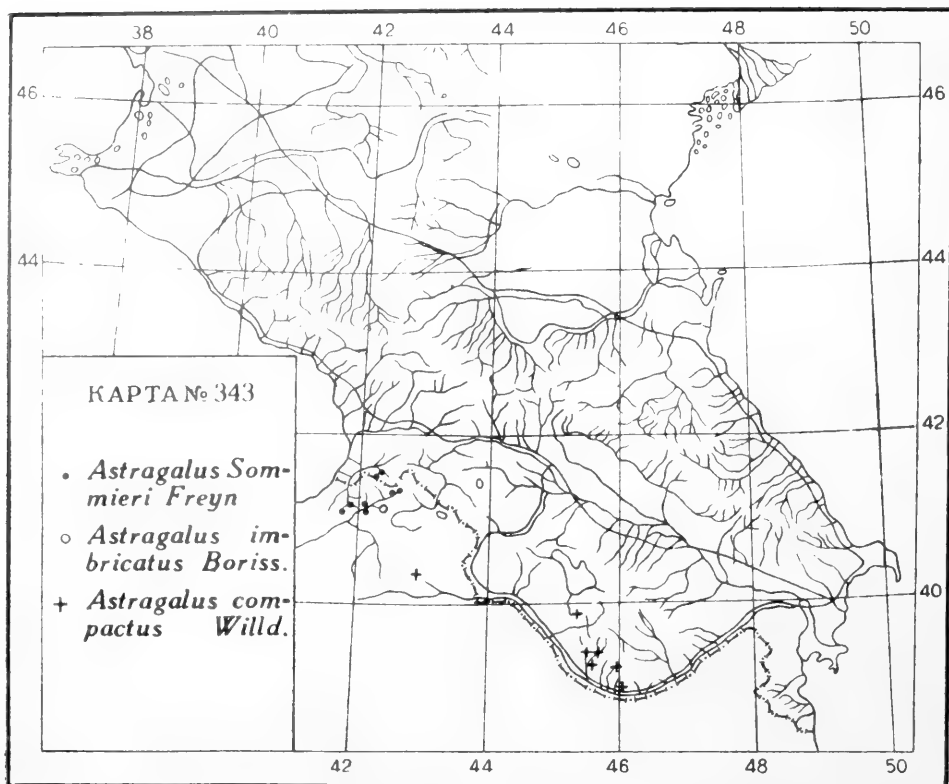 38 40 42 44 46 48 50
46 46
44 44
КАРТА № 343
42
• Astragalus Som-
mieri Freyn
○ Astragalus im-
bricatus Boriss.
+ Astragalus com-
pactus Willd.
40
42 44 46 48 50